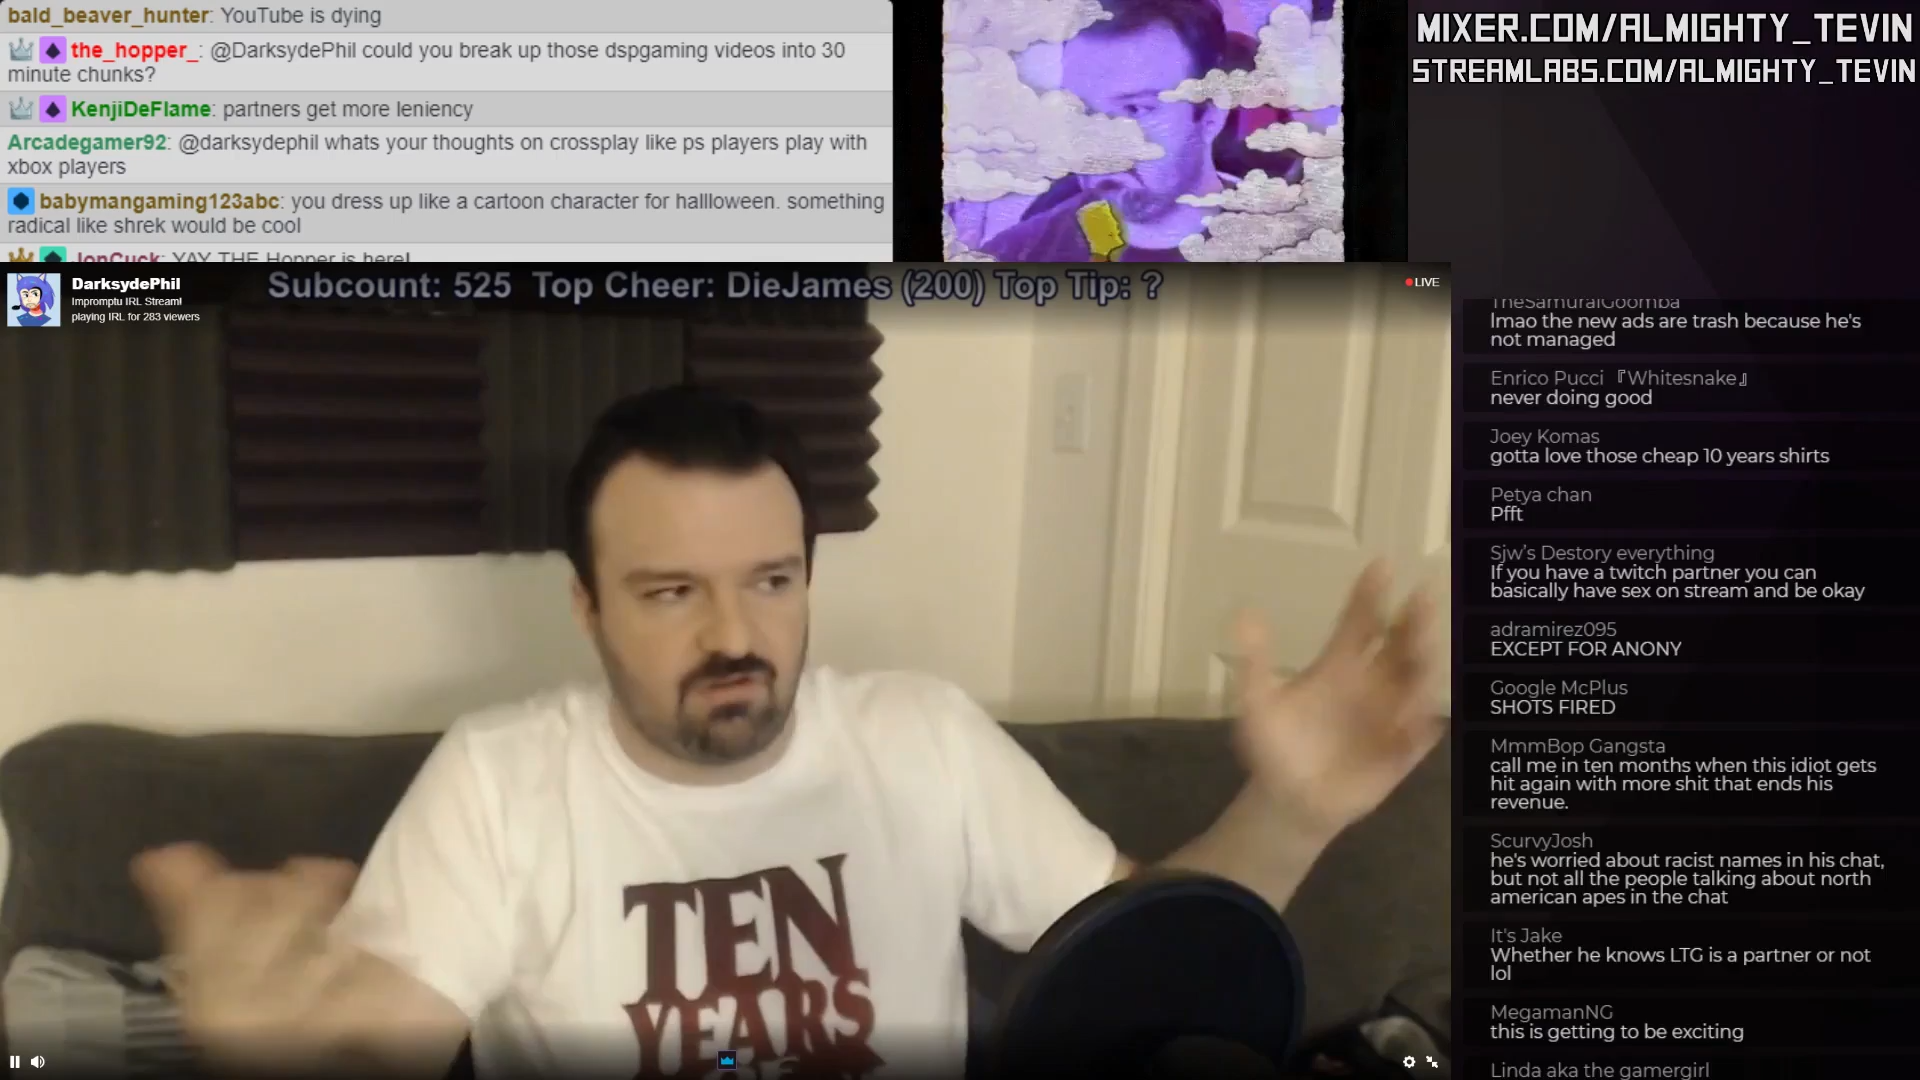 bald_beaver_hunter: YouTube is dying
the_hopper_: @DarksydePhil could you break up those dspgaming videos into 30
minute chunks?
KenjiDeFlame: partners get more leniency
Arcadegamer92: @darksydephil whats your thoughts on crossplay like ps players play with
xbox players
babymangaming123abc: you dress up like a cartoon character for hallloween. something
radical like shrek would be cool
JonCuck: YAY THE Hopper is here!
MIXER.COM/ALMIGHTY_TEVIN
STREAMLABS.COM/ALMIGHTY_TEVIN
DarksydePhil
Impromptu IRL Stream!
playing IRL for 283 viewers
Subcount: 525 Top Cheer: DieJames (200) Top Tip: ?
LIVE
TEN
YEARS
TheSamuraiGoomba
lmao the new ads are trash because he's
not managed
Enrico Pucci『Whitesnake』
never doing good
Joey Komas
gotta love those cheap 10 years shirts
Petya chan
Pfft
Sjw's Destory everything
If you have a twitch partner you can
basically have sex on stream and be okay
adramirez095
EXCEPT FOR ANONY
Google McPlus
SHOTS FIRED
MmmBop Gangsta
call me in ten months when this idiot gets
hit again with more shit that ends his
revenue.
ScurvyJosh
he's worried about racist names in his chat,
but not all the people talking about north
american apes in the chat
It's Jake
Whether he knows LTG is a partner or not
lol
MegamanNG
this is getting to be exciting
Linda aka the gamergirl